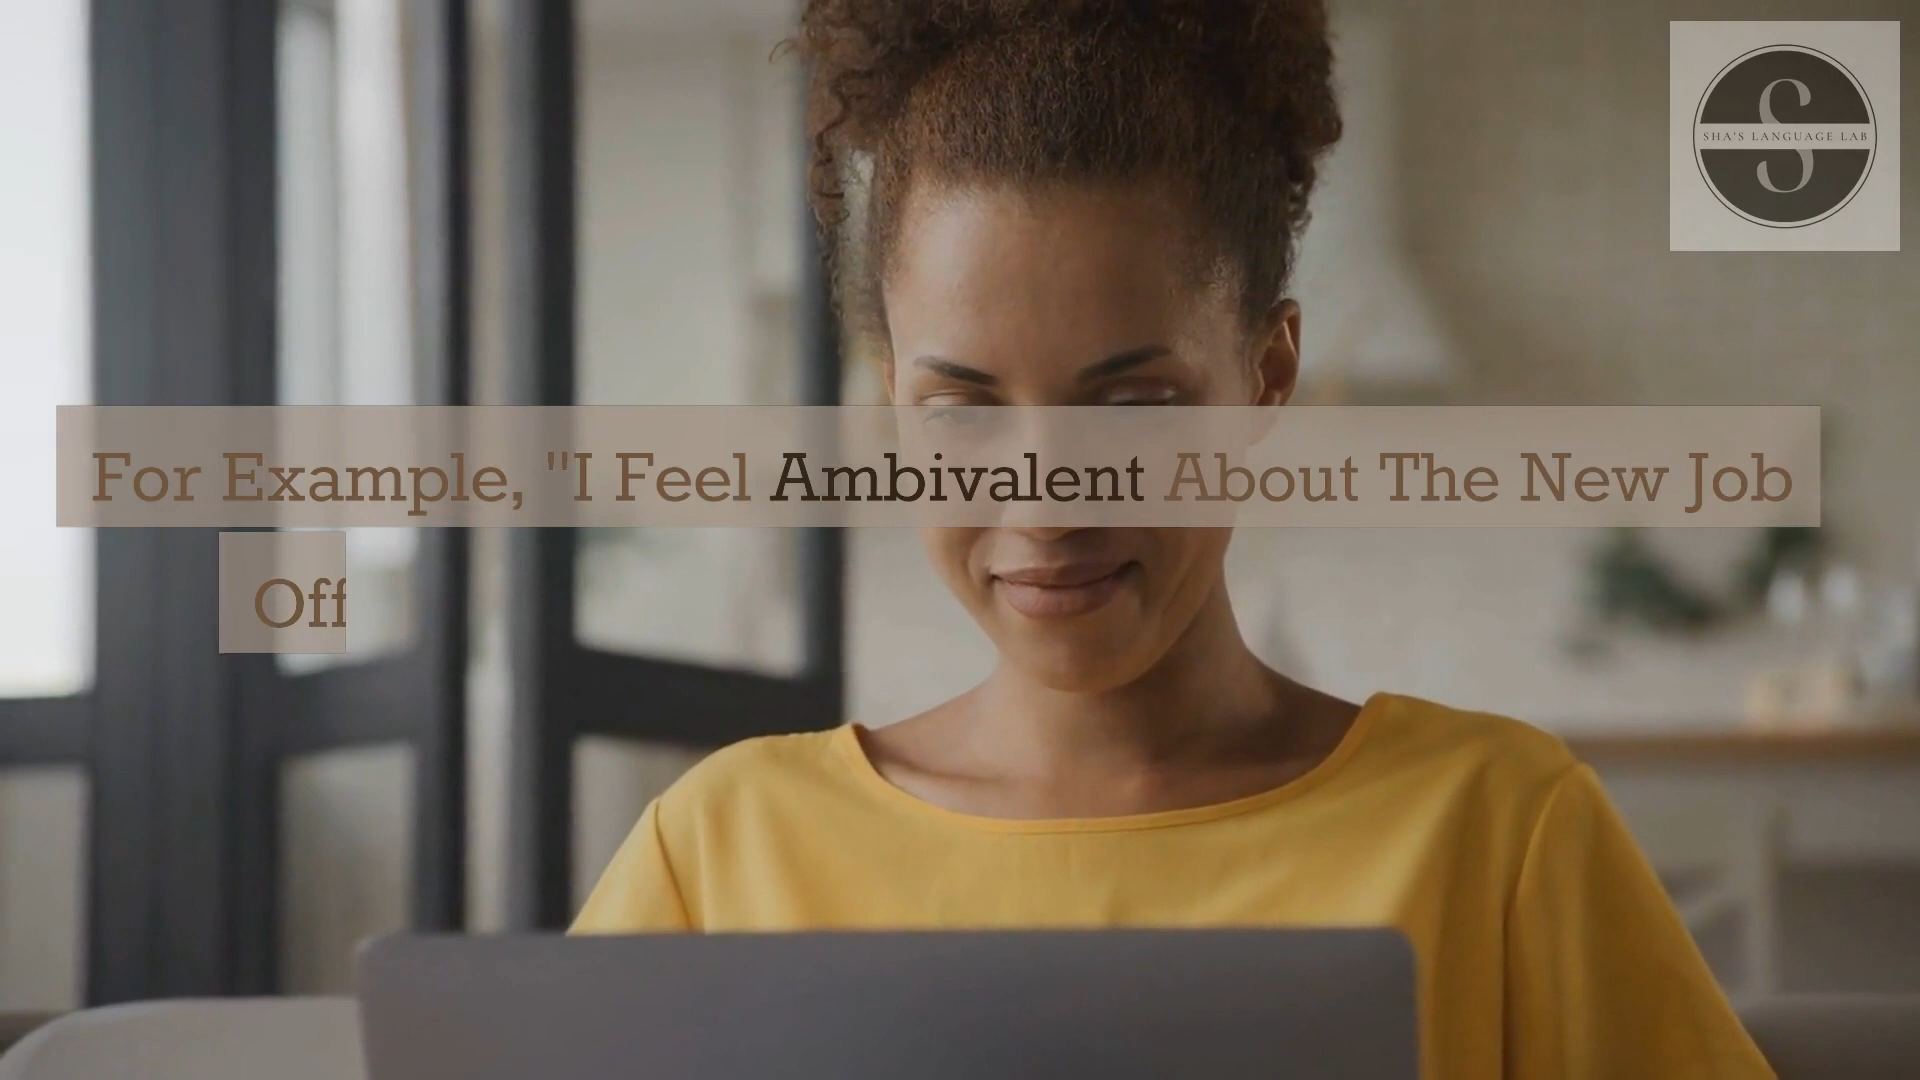 S
SHA'S LANGUAGE LAB
For Example, "I Feel Ambivalent About The New Job
Off